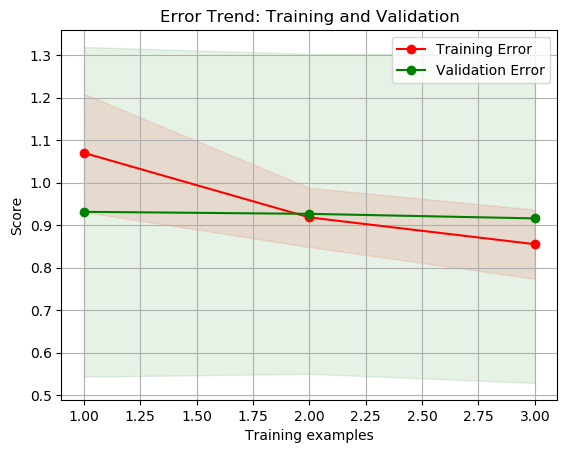 Error Trend: Training and Validation
Training Error
Validation Error
Score
1.3
1.2
1.1
1.0
0.9
0.8
0.7
0.6
0.5
1.00 1.25 1.50 1.75 2.00 2.25 2.50 2.75 3.00
Training examples